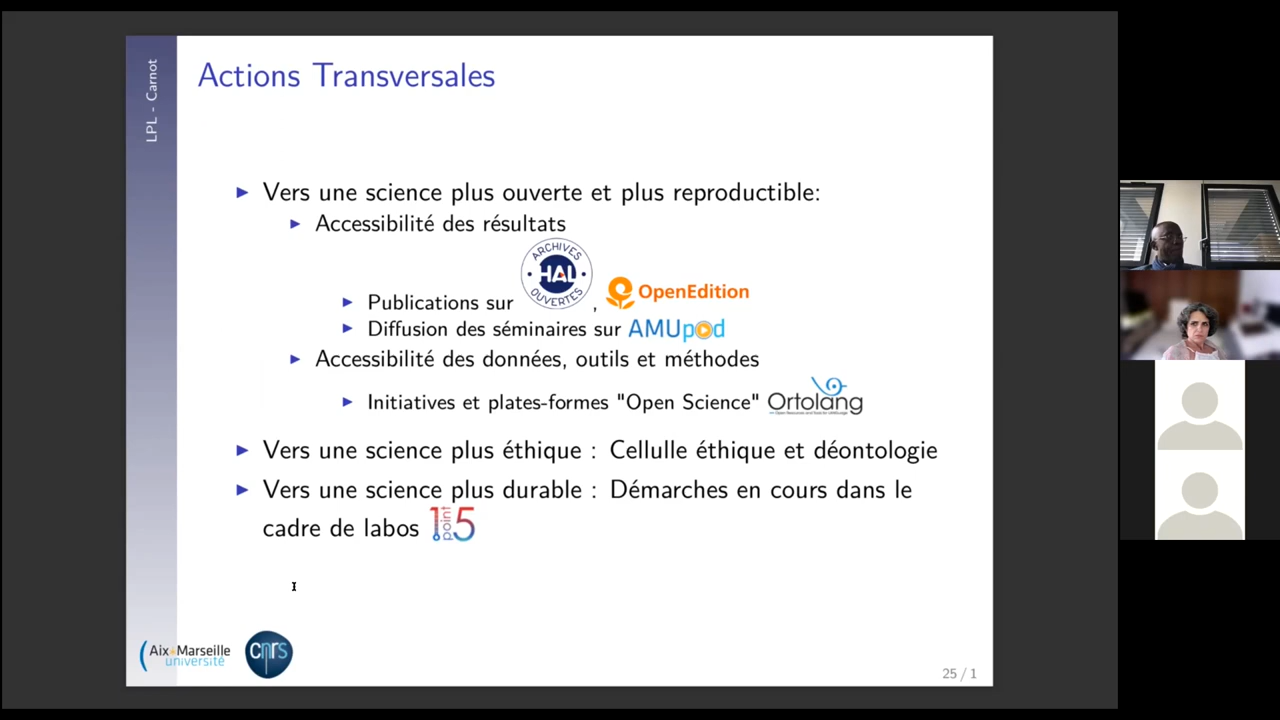 LPL - Carnot
Actions Transversales
Vers une science plus ouverte et plus reproductible:
Accessibilité des résultats
ARCHIVES
HAL
OUVERTES
Publications sur , OpenEdition
Diffusion des séminaires sur AMUpod
Accessibilité des données, outils et méthodes
Initiatives et plates-formes "Open Science" Ortolang
Vers une science plus éthique : Cellulle éthique et déontologie
Vers une science plus durable : Démarches en cours dans le
cadre de labos 1point5
Aix Marseille
université
cnrs
25 / 1